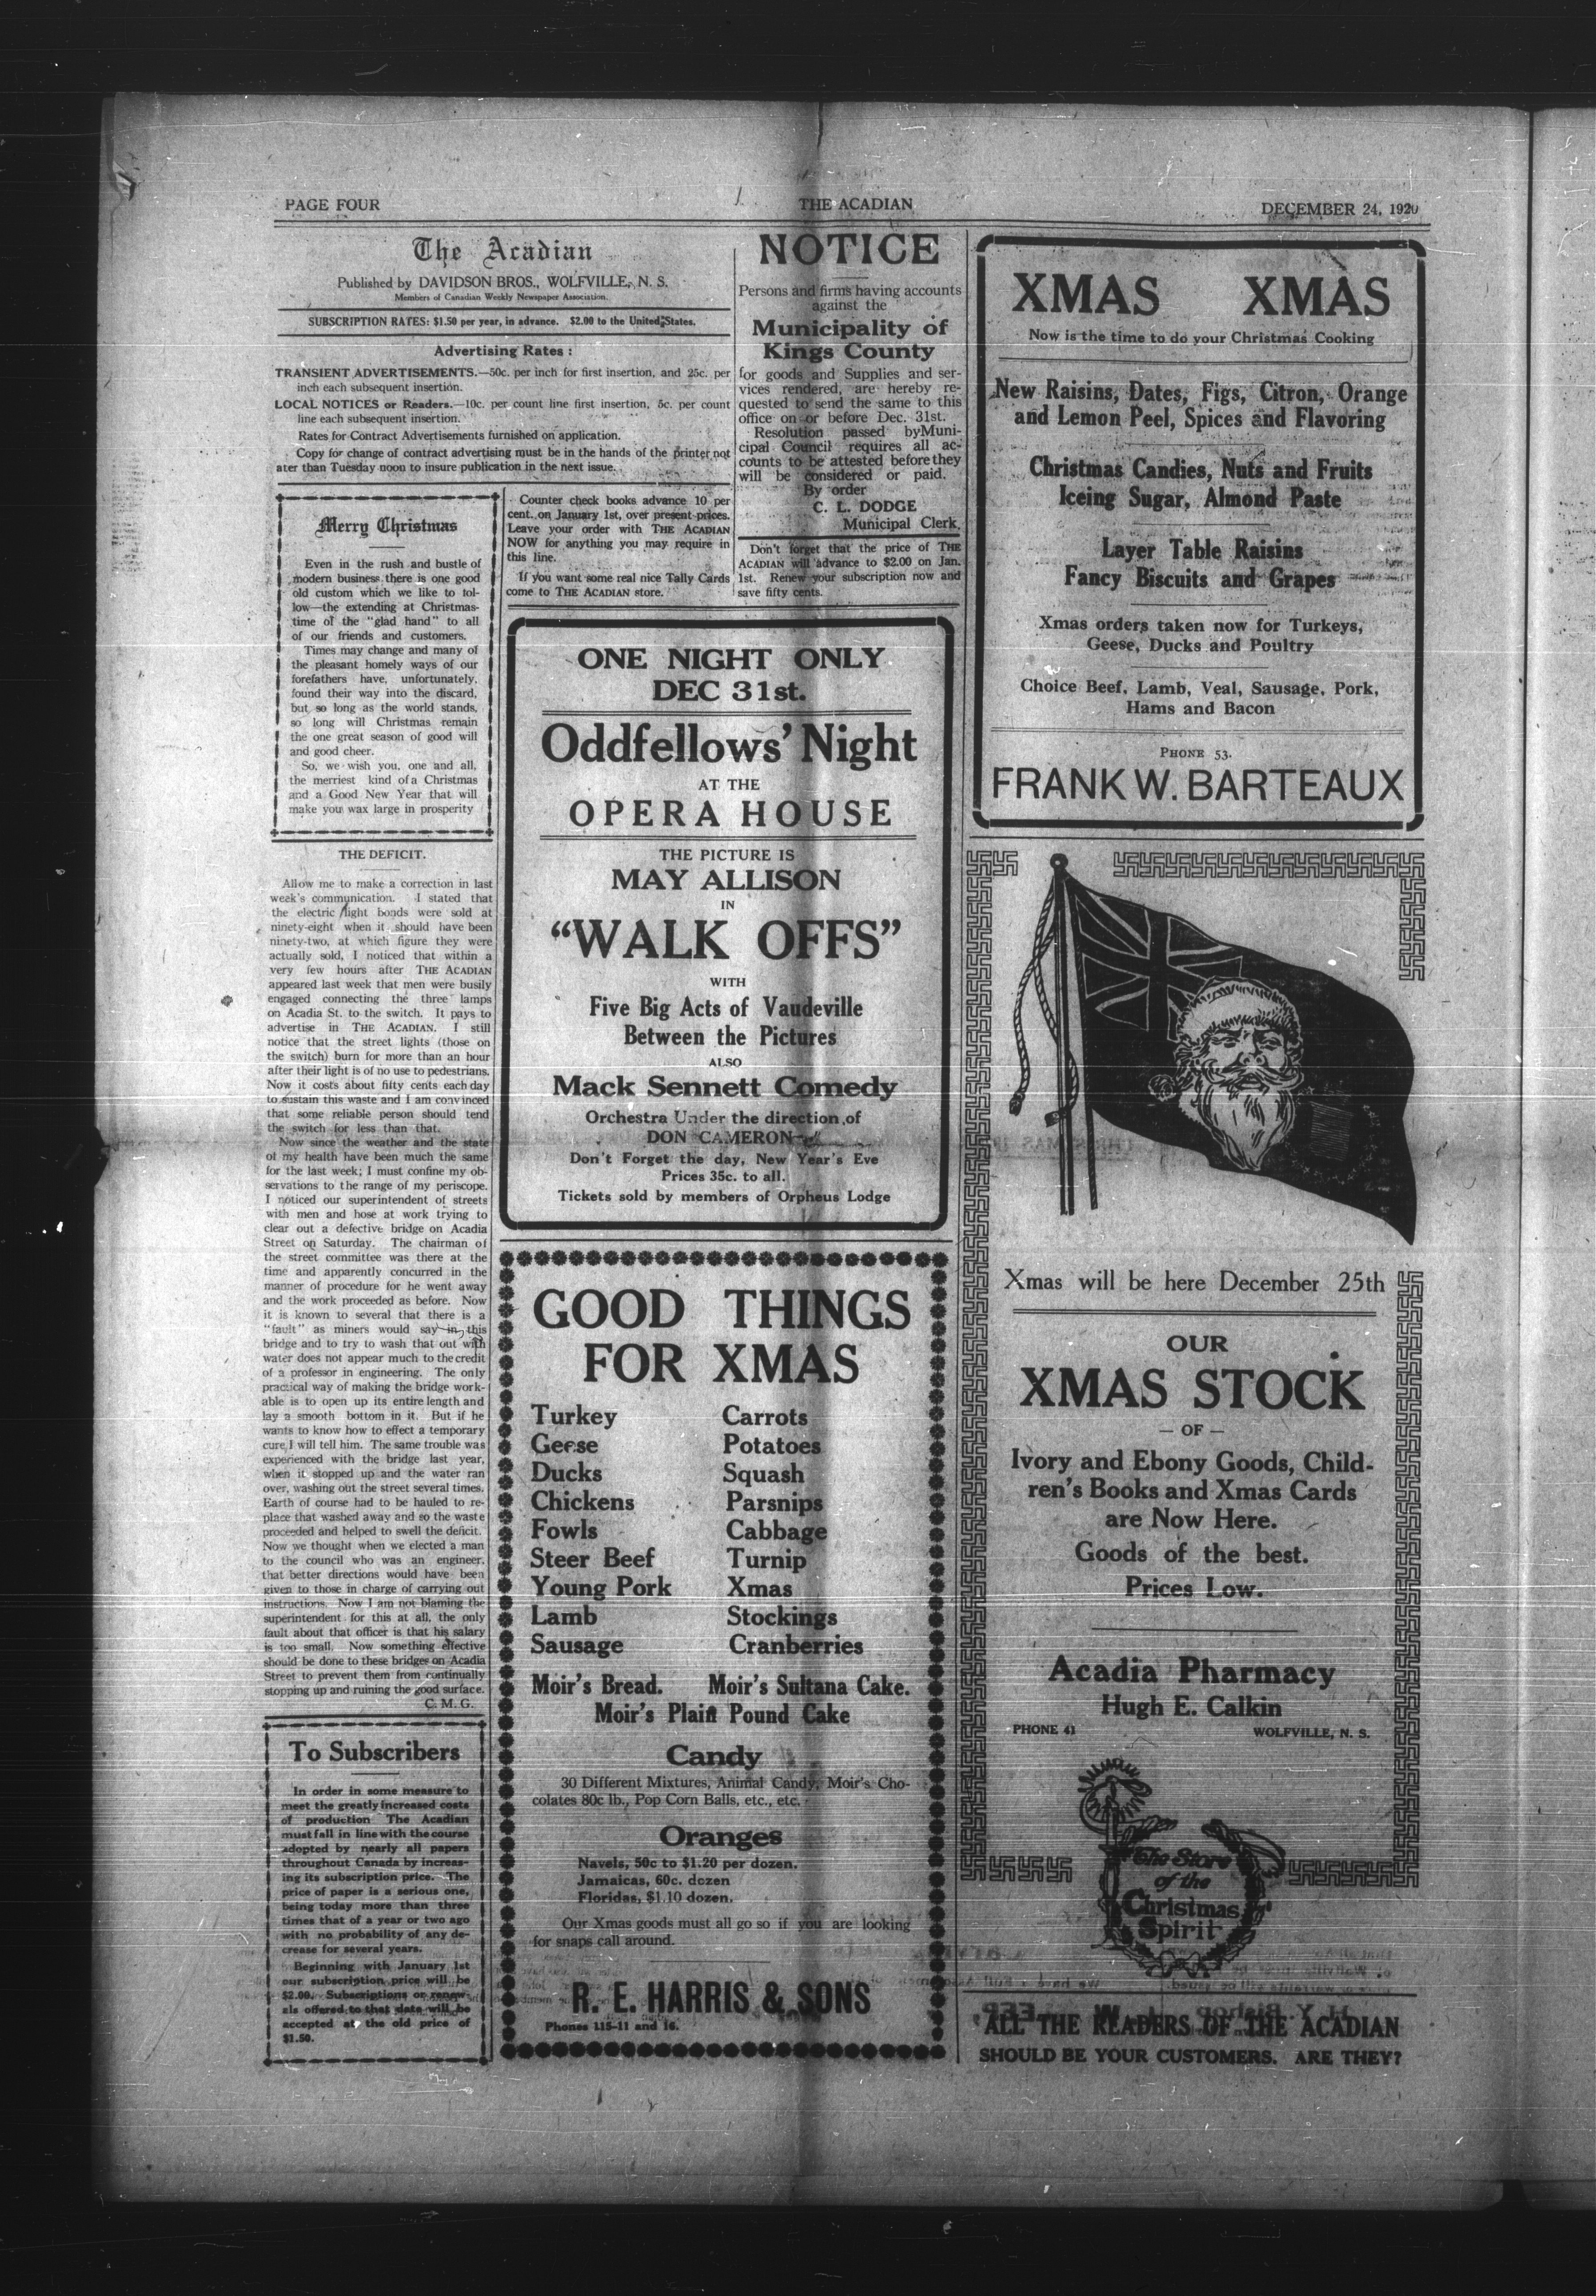 PAGE FOUR
THE ACADIAN
DECEMBER 24, 1920
The Acadian
Published by DAVIDSON BROS., WOLFVILLE, N. S.
Members of Canadian Weekly Newspaper Association.
SUBSCRIPTION RATES: $1.50 per year, in advance. $2.00 to the United States.
Advertising Rates :
TRANSIENT ADVERTISEMENTS.—50c. per inch for first insertion, and 25c. per
inch each subsequent insertion.
LOCAL NOTICES or Readers.—10c. per count line first insertion, 5c. per count
line each subsequent insertion.
Rates for Contract Advertisements furnished on application.
Copy for change of contract advertising must be in the hands of the printer not
ater than Tuesday noon to insure publication in the next issue.
Merry Christmas
Even in the rush and bustle of
modern business there is one good
old custom which we like to fol-
low—the extending at Christmas-
time of the "glad hand" to all
of our friends and customers.
Times may change and many of
the pleasant homely ways of our
forefathers have, unfortunately,
found their way into the discard,
but so long as the world stands,
so long will Christmas remain
the one great season of good will
and good cheer.
So, we wish you, one and all,
the merriest kind of a Christmas
and a Good New Year that will
make you wax large in prosperity
THE DEFICIT.
Allow me to make a correction in last
week's communication. I stated that
the electric light bonds were sold at
ninety-eight when it should have been
ninety-two, at which figure they were
actually sold, I noticed that within a
very few hours after THE ACADIAN
appeared last week that men were busily
engaged connecting the three lamps
on Acadia St. to the switch. It pays to
advertise in THE ACADIAN. I still
notice that the street lights (those on
the switch) burn for more than an hour
after their light is of no use to pedestrians.
Now it costs about fifty cents each day
to sustain this waste and I am convinced
that some reliable person should tend
the switch for less than that.
Now since the weather and the state
of my health have been much the same
for the last week; I must confine my ob-
servations to the range of my periscope.
I noticed our superintendent of streets
with men and hose at work trying to
clear out a defective bridge on Acadia
Street on Saturday. The chairman of
the street committee was there at the
time and apparently concurred in the
manner of procedure for he went away
and the work proceeded as before. Now
it is known to several that there is a
"fault" as miners would say in this
bridge and to try to wash that out with
water does not appear much to the credit
of a professor in engineering. The only
practical way of making the bridge work-
able is to open up its entire length and
lay a smooth bottom in it. But if he
wants to know how to effect a temporary
cure I will tell him. The same trouble was
experienced with the bridge last year,
when it stopped up and the water ran
over, washing out the street several times.
Earth of course had to be hauled to re-
place that washed away and so the waste
proceeded and helped to swell the deficit.
Now we thought when we elected a man
to the council who was an engineer,
that better directions would have been
given to those in charge of carrying out
instructions. Now I am not blaming the
superintendent for this at all, the only
fault about that officer is that his salary
is too small. Now something effective
should be done to these bridges on Acadia
Street to prevent them from continually
stopping up and ruining the good surface.
C. M. G.
To Subscribers
In order in some measure to
meet the greatly increased costs
of production The Acadian
must fall in line with the course
adopted by nearly all papers
throughout Canada by increas-
ing its subscription price. The
price of paper is a serious one,
being today more than three
times that of a year or two ago
with no probability of any de-
crease for several years.
Beginning with January 1st
our subscription price will be
$2.00. Subscriptions or renew-
als offered to that date will be
accepted at the old price of
$1.50.
Counter check books advance 10 per
cent. on January 1st, over present prices.
Leave your order with THE ACADIAN
NOW for anything you may require in
this line.
If you want some real nice Tally Cards
come to THE ACADIAN store.
NOTICE
Persons and firms having accounts
against the
Municipality of
Kings County
for goods and Supplies and ser-
vices rendered, are hereby re-
quested to send the same to this
office on or before Dec. 31st.
Resolution passed byMuni-
cipal Council requires all ac-
counts to be attested before they
will be considered or paid.
By order
C. L. DODGE
Municipal Clerk.
Don't forget that the price of THE
ACADIAN will advance to $2.00 on Jan.
1st. Renew your subscription now and
save fifty cents.
ONE NIGHT ONLY
DEC 31st.
Oddfellows' Night
AT THE
OPERA HOUSE
THE PICTURE IS
MAY ALLISON
IN
"WALK OFFS"
WITH
Five Big Acts of Vaudeville
Between the Pictures
ALSO
Mack Sennett Comedy
Orchestra Under the direction of
DON CAMERON
Don't Forget the day, New Year's Eve
Prices 35c. to all.
Tickets sold by members of Orpheus Lodge
GOOD THINGS
FOR XMAS
Turkey Carrots
Geese Potatoes
Ducks Squash
Chickens Parsnips
Fowls Cabbage
Steer Beef Turnip
Young Pork Xmas
Lamb Stockings
Sausage Cranberries
Moir's Bread. Moir's Sultana Cake.
Moir's Plain Pound Cake
Candy
30 Different Mixtures, Animal Candy, Moir's Cho-
colates 80c lb., Pop Corn Balls, etc., etc.
Oranges
Navels, 50c to $1.20 per dozen.
Jamaicas, 60c. dozen
Floridas, $1.10 dozen.
Our Xmas goods must all go so if you are looking
for snaps call around.
R. E. HARRIS & SONS
Phones 115-11 and 16.
XMAS XMAS
Now is the time to do your Christmas Cooking
New Raisins, Dates, Figs, Citron, Orange
and Lemon Peel, Spices and Flavoring
Christmas Candies, Nuts and Fruits
Iceing Sugar, Almond Paste
Layer Table Raisins
Fancy Biscuits and Grapes
Xmas orders taken now for Turkeys,
Geese, Ducks and Poultry
Choice Beef, Lamb, Veal, Sausage, Pork,
Hams and Bacon
PHONE 53.
FRANK W. BARTEAUX
Xmas will be here December 25th
OUR
XMAS STOCK
— OF —
Ivory and Ebony Goods, Child-
ren's Books and Xmas Cards
are Now Here.
Goods of the best.
Prices Low.
Acadia Pharmacy
Hugh E. Calkin
PHONE 41
WOLFVILLE, N. S.
The Store
of the
Christmas
Spirit
ALL THE READERS OF THE ACADIAN
SHOULD BE YOUR CUSTOMERS. ARE THEY?